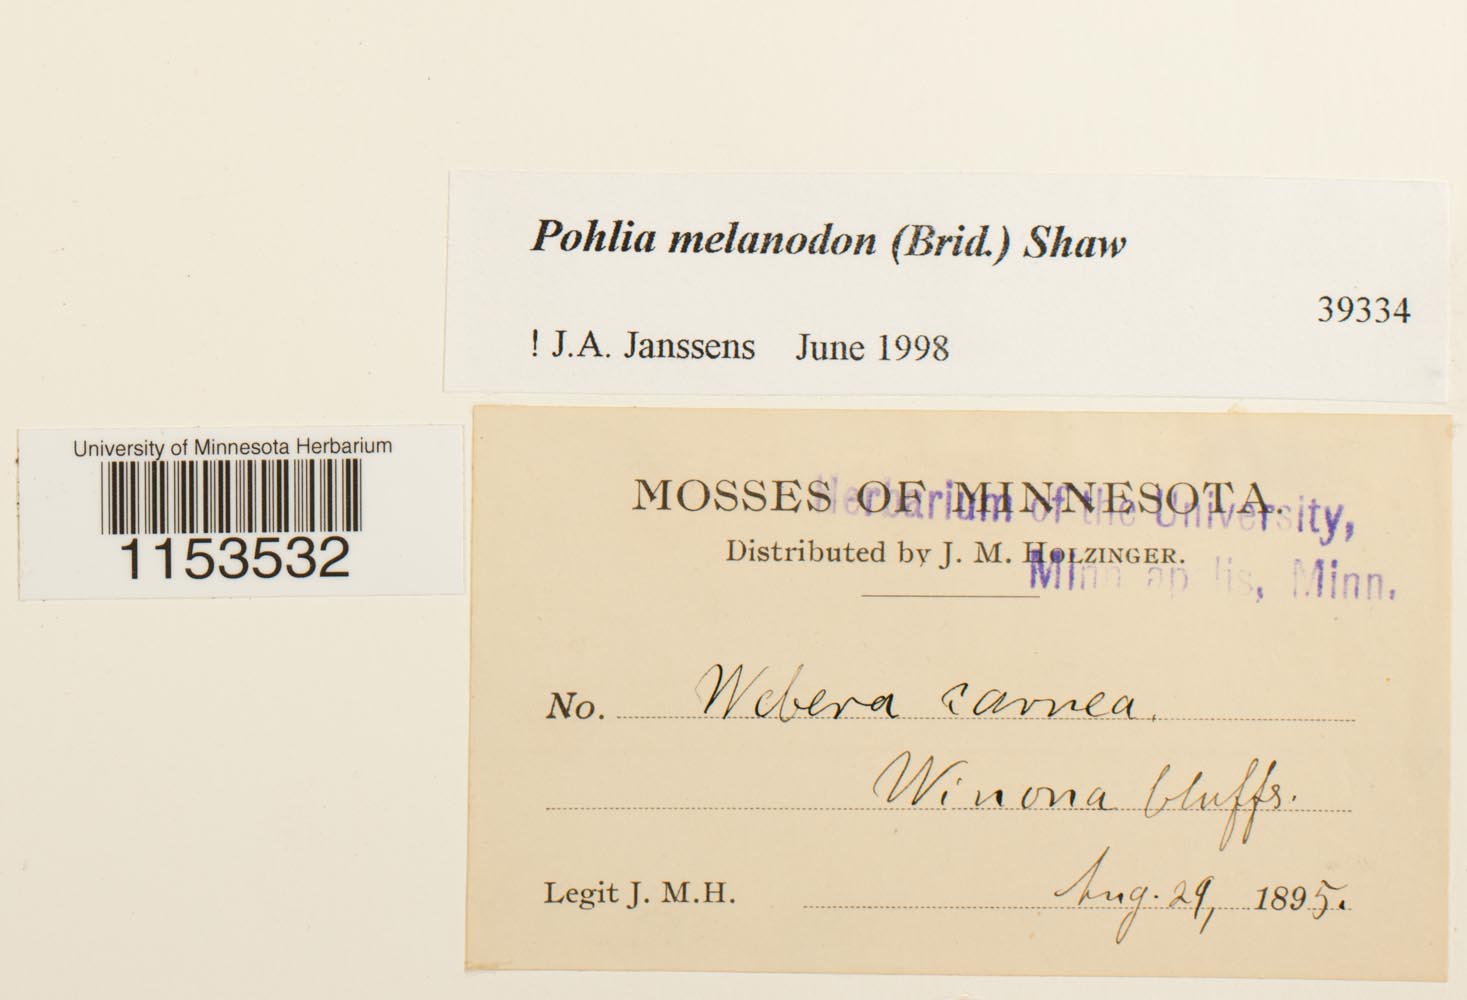 Pohlia melanodon (Brid.) Shaw
39334
! J.A. Janssens June 1998
University of Minnesota Herbarium
1153532
MOSSES OF MINNESOTA.
Herbarium of the University,
Distributed by J. M. HOLZINGER.
Minneapolis, Minn.
No. Webera carnea.
Winona bluffs.
Legit J. M.H. Aug. 29, 1895.